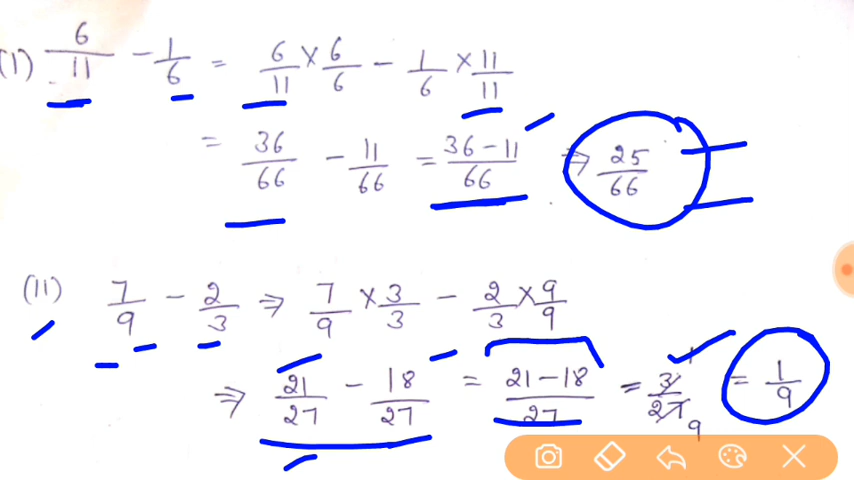 (I) 6/11 - 1/6 = 6/11 × 6/6 - 1/6 × 11/11
= 36/66 - 11/66 = 36-11/66 ⇒ 25/66
(II) 7/9 - 2/3 ⇒ 7/9 × 3/3 - 2/3 × 9/9
⇒ 21/27 - 18/27 = 21-18/27 = 3/27 1 9 = 1/9